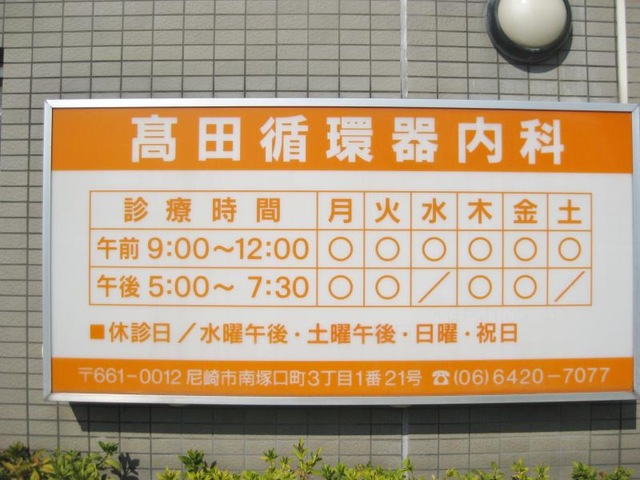 髙田循環器内科
診療時間 月 火 水 木 金 土
午前 9:00～12:00 ○ ○ ○ ○ ○ ○
午後 5:00～ 7:30 ○ ○ ／ ○ ○ ／
■休診日／水曜午後・土曜午後・日曜・祝日
〒661-0012 尼崎市南塚口町3丁目1番21号 ☎(06)6420-7077